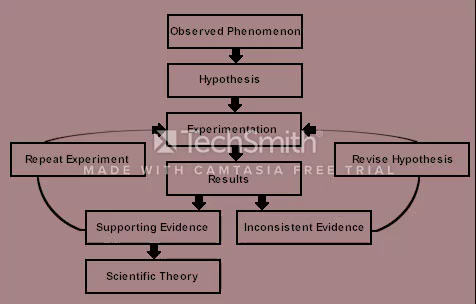 Observed Phenomenon
Hypothesis
Experimentation
TechSmith
Repeat Experiment
Revise Hypothesis
MADE WITH CAMTASIA FREE TRIAL
Results
Supporting Evidence
Inconsistent Evidence
Scientific Theory